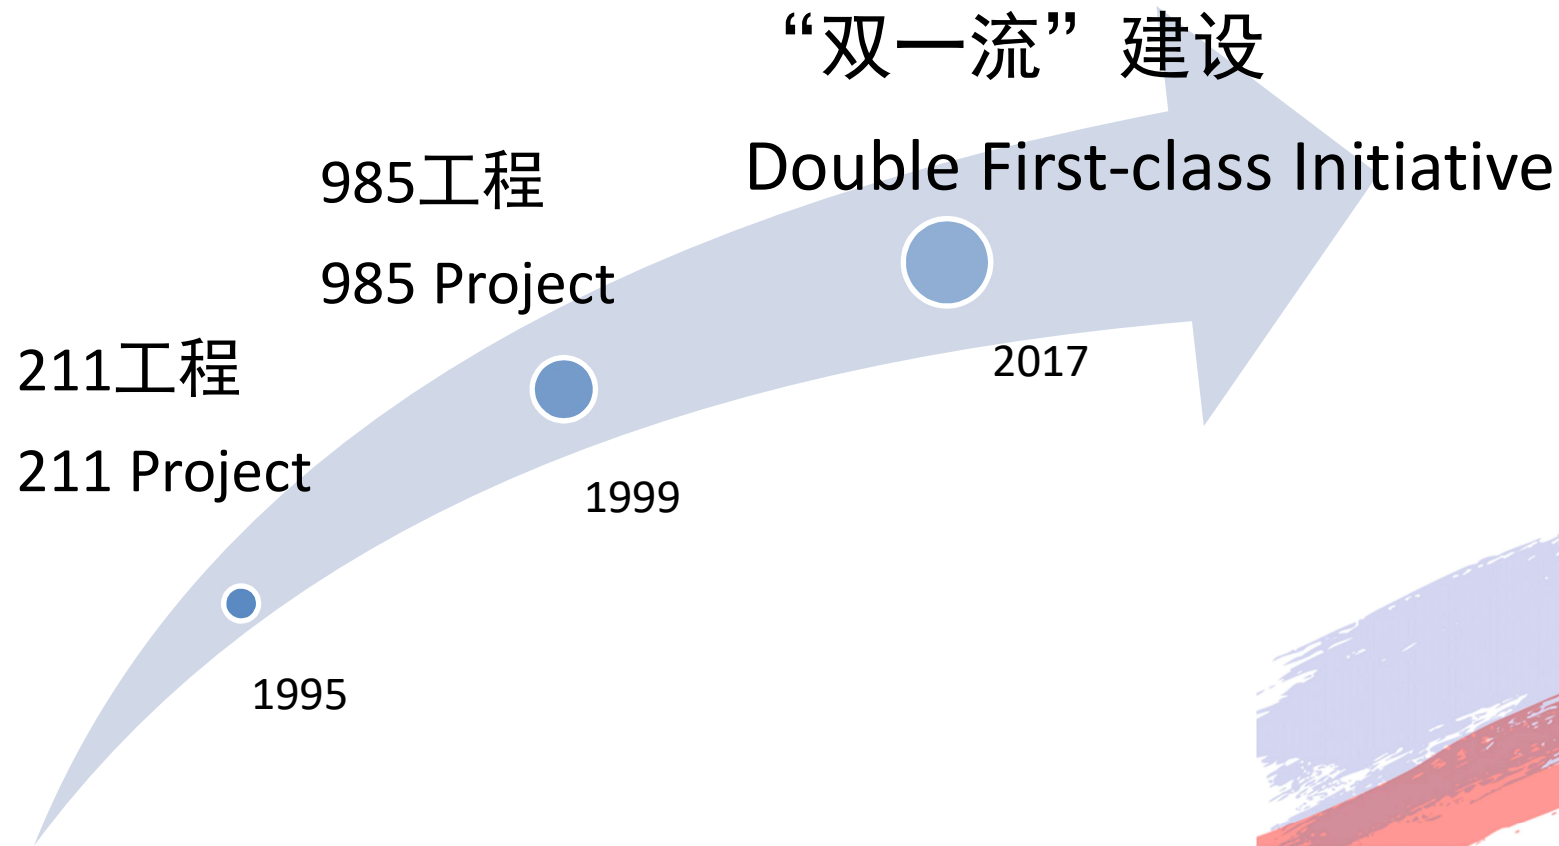 “双一流”建设
Double First-class Initiative
985工程
985 Project
2017
211工程
211 Project
1999
1995